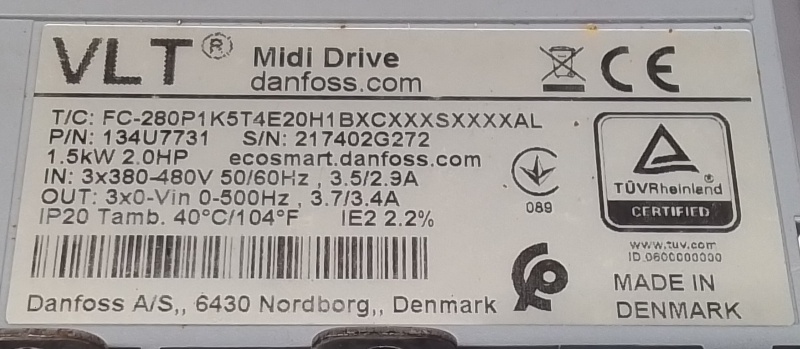 VLT® Midi Drive
danfoss.com
T/C: FC-280P1K5T4E20H1BXCXXXSXXXXAL
P/N: 134U7731 S/N: 217402G272
1.5kW 2.0HP ecosmart.danfoss.com
IN: 3x380-480V 50/60Hz , 3.5/2.9A
OUT: 3x0-Vin 0-500Hz , 3.7/3.4A
IP20 Tamb. 40°C/104°F IE2 2.2%
Danfoss A/S,, 6430 Nordborg,, Denmark
CE
089
TÜVRheinland®
CERTIFIED
www.tuv.com
ID 0600000000
MADE IN
DENMARK